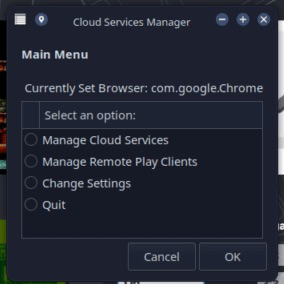 Cloud Services Manager
Main Menu
Currently Set Browser: com.google.Chrome
Select an option:
Manage Cloud Services
Manage Remote Play Clients
Change Settings
Quit
Cancel
OK